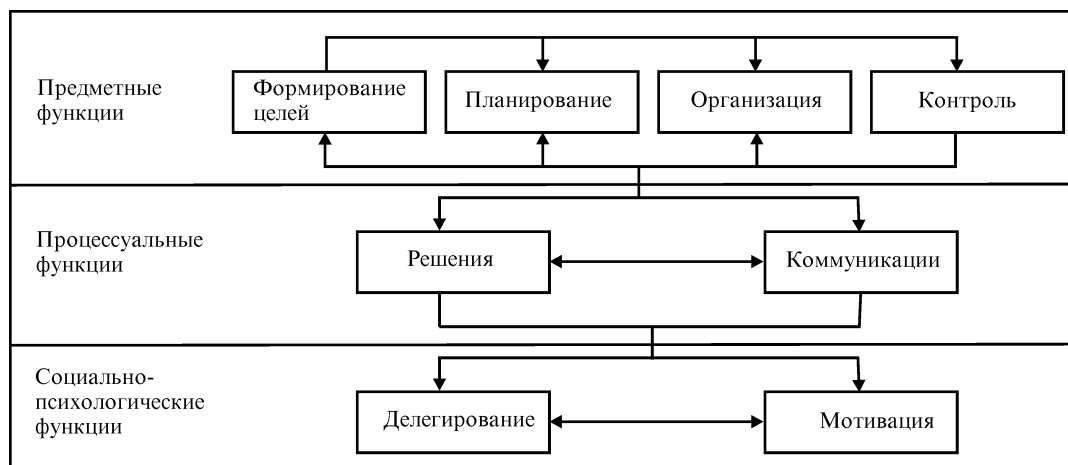 Предметные
функции
Формирование
целей
Планирование
Организация
Контроль
Процессуальные
функции
Решения
Коммуникации
Социально-
психологические
функции
Делегирование
Мотивация